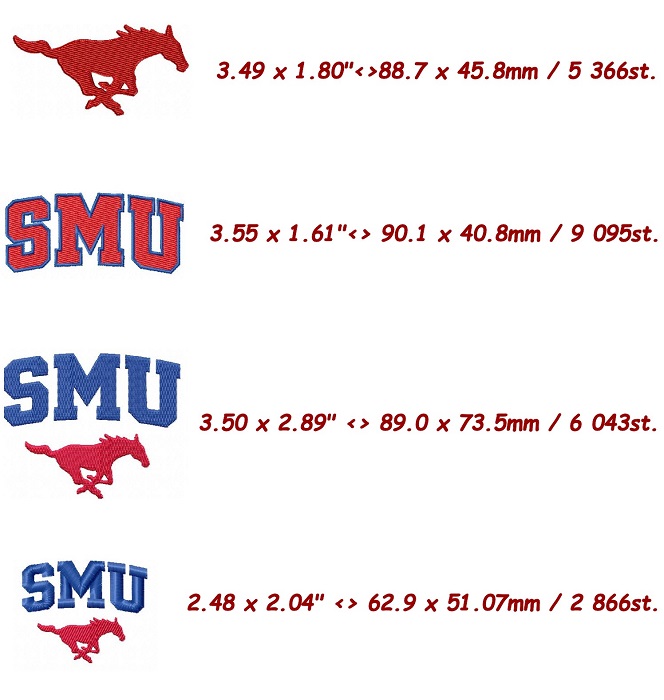 3.49 x 1.80"<>88.7 x 45.8mm / 5 366st.
SMU
3.55 x 1.61"<> 90.1 x 40.8mm / 9 095st.
SMU
3.50 x 2.89" <> 89.0 x 73.5mm / 6 043st.
SMU
2.48 x 2.04" <> 62.9 x 51.07mm / 2 866st.